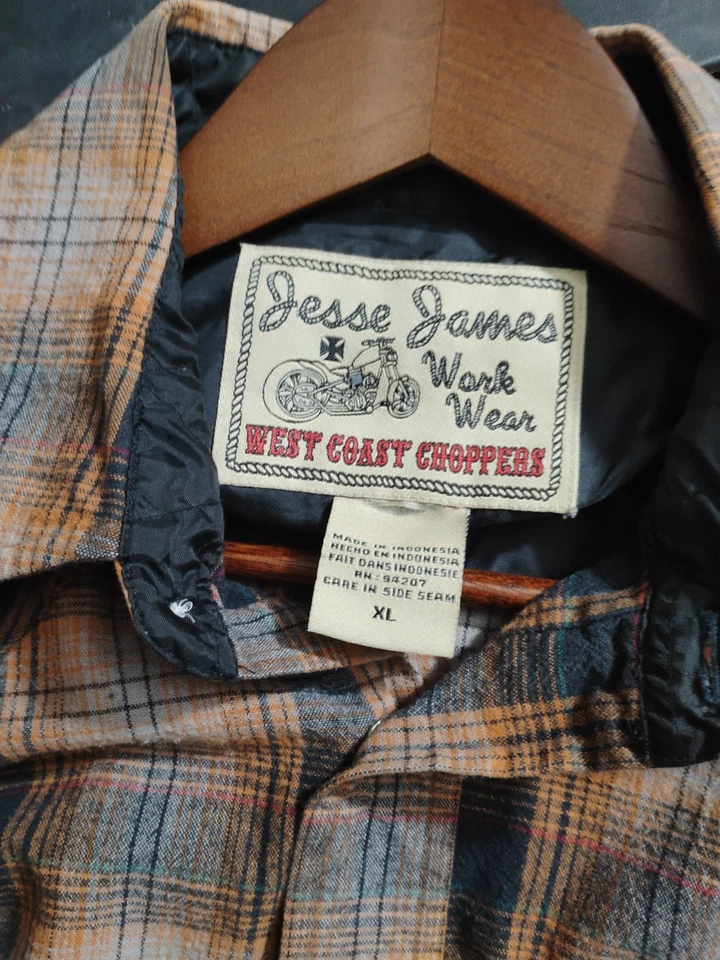 Jesse James
Work
Wear
WEST COAST CHOPPERS
MADE IN INDONESIA
HECHO EN INDONESIA
FAIT DANS INDONESIE
RN: 94207
CARE IN SIDE SEAM
XL